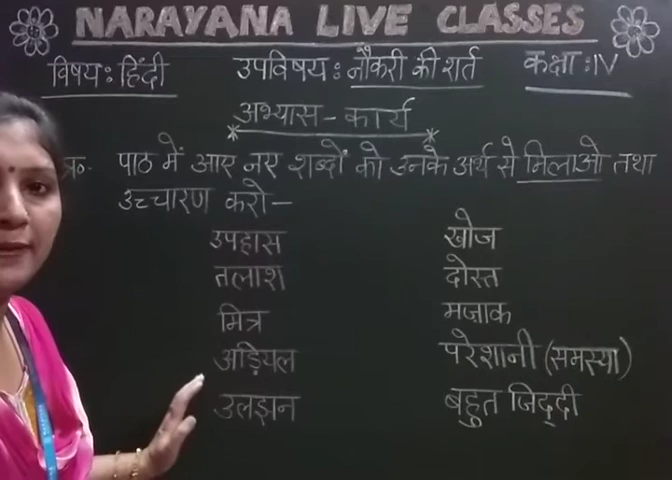 NARAYANA LIVE CLASSES
विषय: हिंदी उपविषय: नौकरी की शर्त कक्षा: IV
अभ्यास - कार्य
पाठ में आए नए शब्दों को उनके अर्थ से मिलाओ तथा
उच्चारण करो -
उपहास खोज
तलाश दोस्त
मित्र मजाक
अड़ियल परेशानी (समस्या)
उलझन बहुत जिद्दी